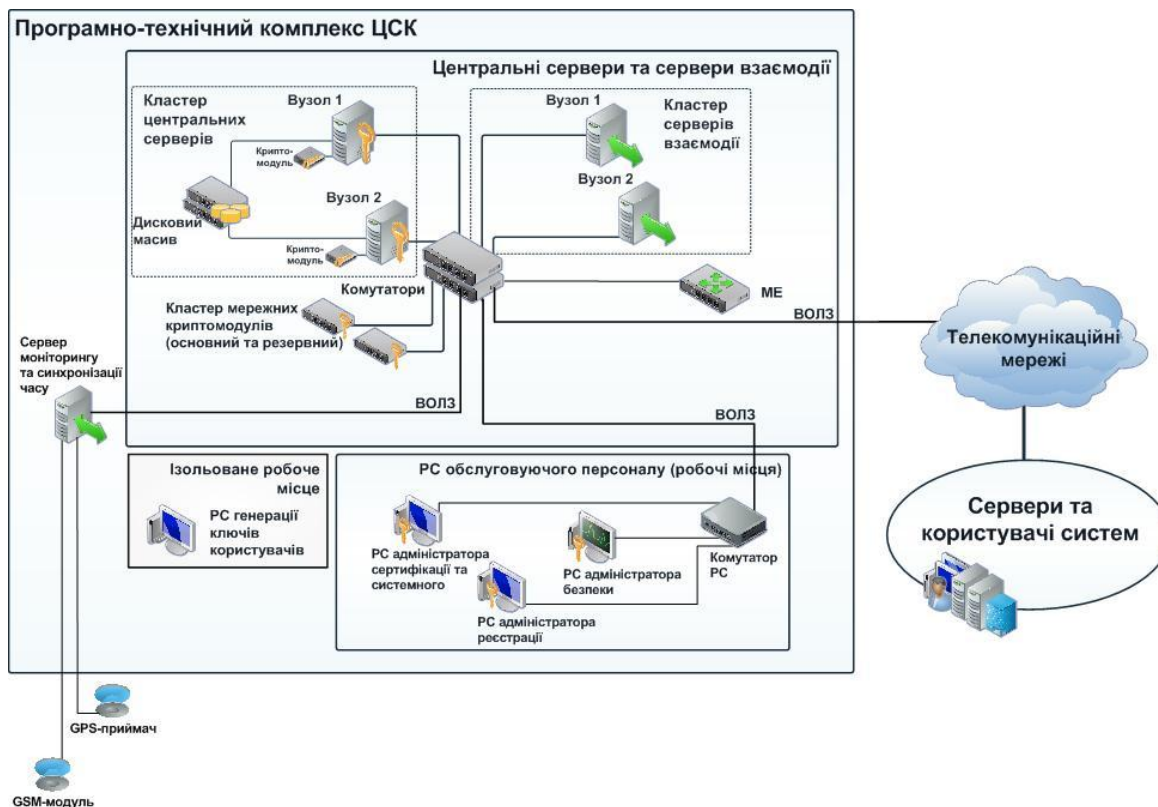 Програмно-технічний комплекс ЦСК
Центральні сервери та сервери взаємодії
Кластер
центральних
серверів
Вузол 1
Крипто-
модуль
Вузол 2
Дисковий
масив
Крипто-
модуль
Вузол 1
Кластер
серверів
взаємодії
Вузол 2
Комутатори
МЕ
Кластер мережних
криптомодулів
(основний та резервний)
ВОЛЗ
Телекомунікаційні
мережі
Сервер
моніторингу
та синхронізації
часу
ВОЛЗ
ВОЛЗ
Ізольоване робоче
місце
РС генерації
ключів
користувачів
РС обслуговуючого персоналу (робочі місця)
РС адміністратора
сертифікації та
системного
РС адміністратора
безпеки
Комутатор
РС
РС адміністратора
реєстрації
Сервери та
користувачі систем
GPS-приймач
GSM-модуль